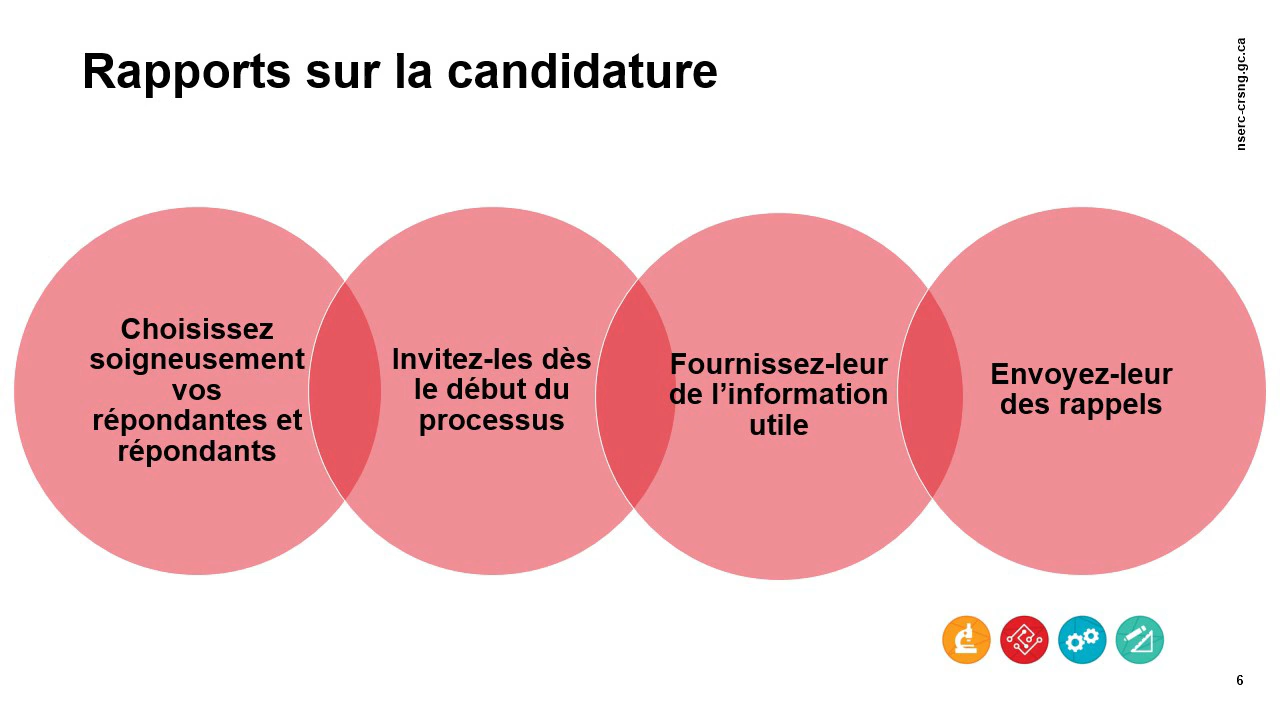 Rapports sur la candidature
nserc-crsng.gc.ca
Choisissez
soigneusement
vos
répondantes et
répondants
Invitez-les dès
le début du
processus
Fournissez-leur
de l’information
utile
Envoyez-leur
des rappels
6